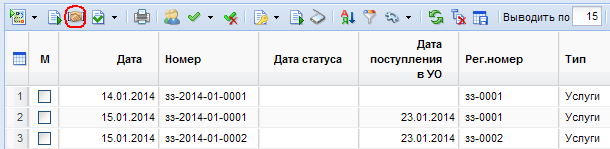 Выводить по 15
М Дата Номер Дата статуса Дата поступления в УО Рег.номер Тип
1 14.01.2014 зз-2014-01-0001 зз-0001 Услуги
2 15.01.2014 зз-2014-01-0001 23.01.2014 зз-0001 Услуги
3 15.01.2014 зз-2014-01-0002 23.01.2014 зз-0002 Услуги